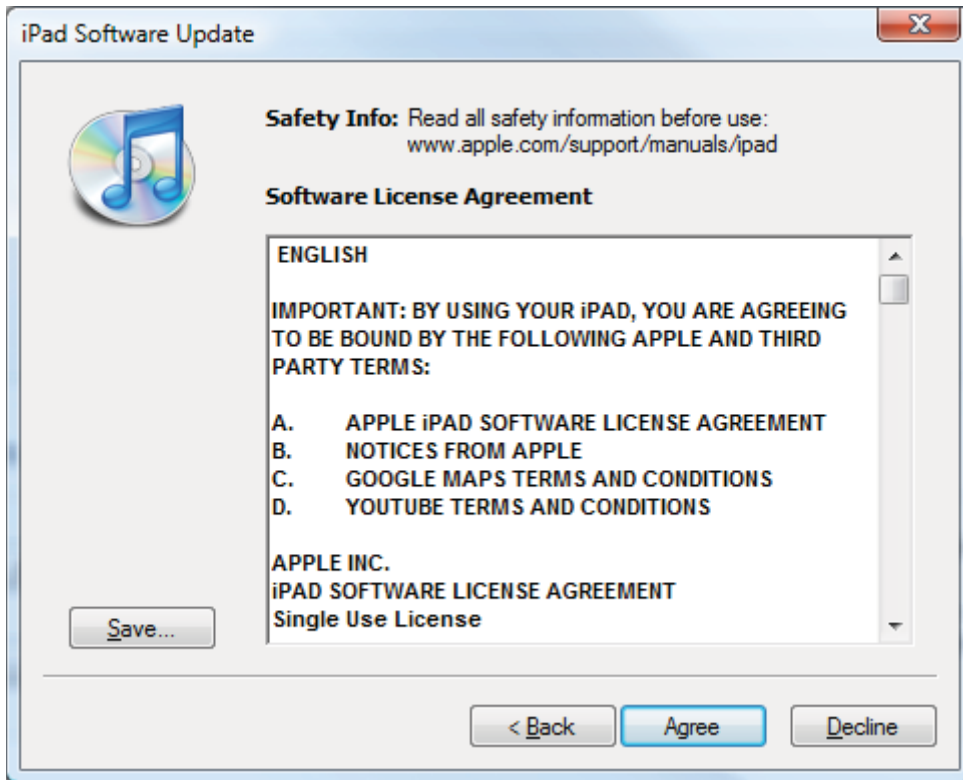 iPad Software Update
Safety Info: Read all safety information before use:
www.apple.com/support/manuals/ipad
Software License Agreement
ENGLISH
IMPORTANT: BY USING YOUR iPAD, YOU ARE AGREEING
TO BE BOUND BY THE FOLLOWING APPLE AND THIRD
PARTY TERMS:
A. APPLE iPAD SOFTWARE LICENSE AGREEMENT
B. NOTICES FROM APPLE
C. GOOGLE MAPS TERMS AND CONDITIONS
D. YOUTUBE TERMS AND CONDITIONS
APPLE INC.
iPAD SOFTWARE LICENSE AGREEMENT
Single Use License
Save...
< Back Agree Decline